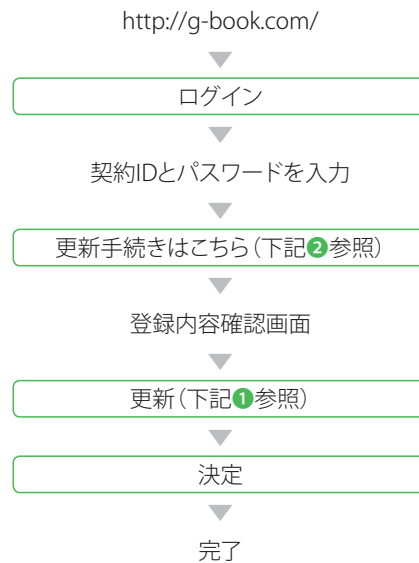 http://g-book.com/
ログイン
契約IDとパスワードを入力
更新手続きはこちら（下記❷参照）
登録内容確認画面
更新（下記❶参照）
決定
完了